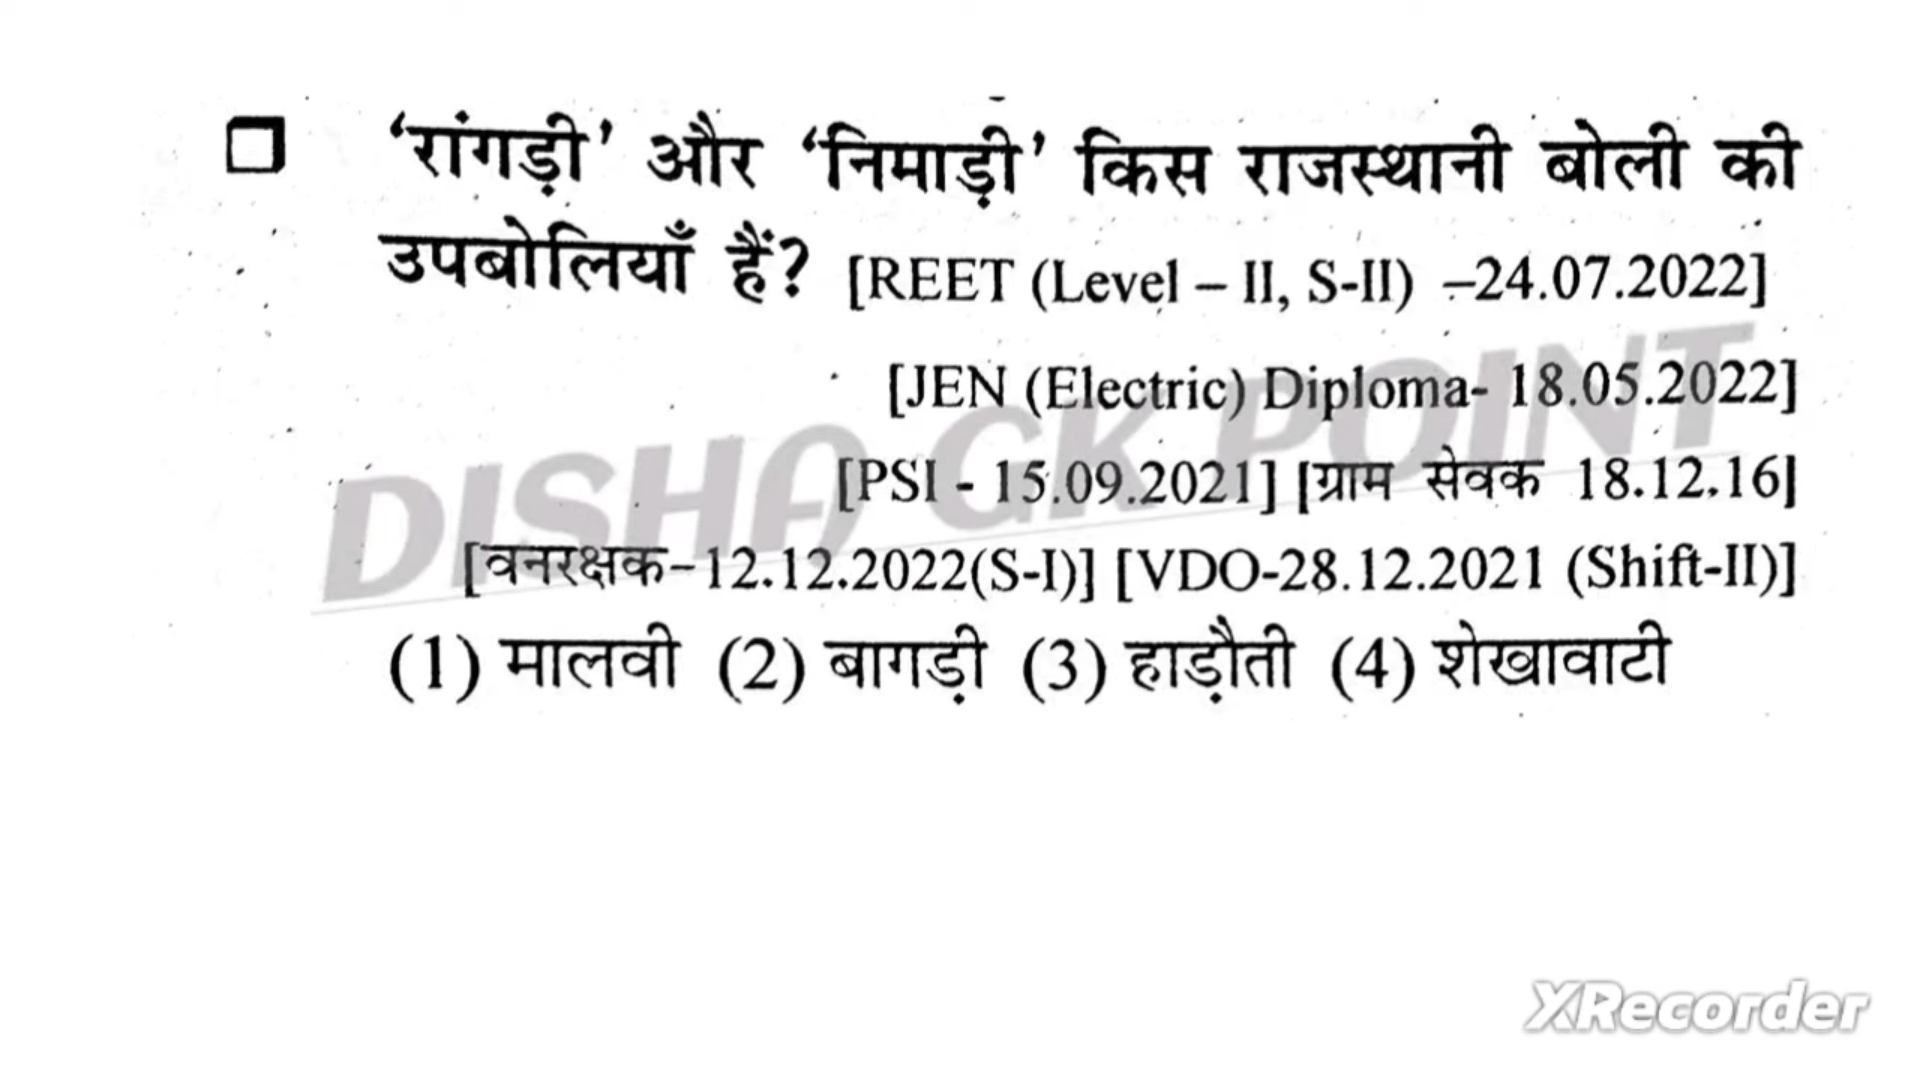 ❑ ‘रांगड़ी’ और ‘निमाड़ी’ किस राजस्थानी बोली की
उपबोलियाँ हैं? [REET (Level – II, S-II) –24.07.2022]
[JEN (Electric) Diploma- 18.05.2022]
[PSI - 15.09.2021] [ग्राम सेवक 18.12.16]
[वनरक्षक–12.12.2022(S-I)] [VDO-28.12.2021 (Shift-II)]
(1) मालवी (2) बागड़ी (3) हाड़ौती (4) शेखावाटी
DISHA GK POINT
XRecorder